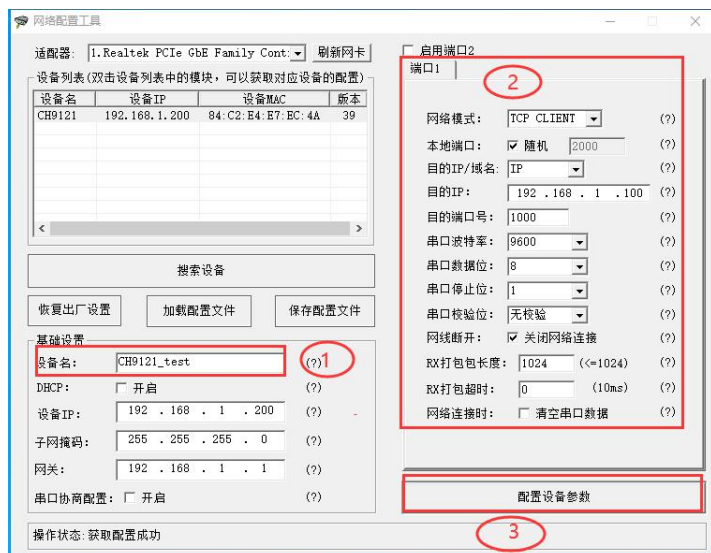 网络配置工具
适配器: 1.Realtek PCIe GbE Family Cont: 刷新网卡
设备列表(双击设备列表中的模块，可以获取对应设备的配置)
设备名 设备IP 设备MAC 版本
CH9121 192.168.1.200 84:C2:E4:E7:EC:4A 39
搜索设备
恢复出厂设置 加载配置文件 保存配置文件
基础设置
设备名: CH9121_test (?) 1
DHCP: 开启 (?)
设备IP: 192 .168 . 1 .200 (?)
子网掩码: 255 .255 .255 . 0 (?)
网关: 192 .168 . 1 . 1 (?)
串口协商配置: 开启 (?)
启用端口2
端口1
2
网络模式: TCP CLIENT (?)
本地端口: 随机 2000 (?)
目的IP/域名: IP (?)
目的IP: 192 .168 . 1 .100 (?)
目的端口号: 1000 (?)
串口波特率: 9600 (?)
串口数据位: 8 (?)
串口停止位: 1 (?)
串口校验位: 无校验 (?)
网线断开: 关闭网络连接 (?)
RX打包包长度: 1024 (<=1024) (?)
RX打包超时: 0 (10ms) (?)
网络连接时: 清空串口数据 (?)
配置设备参数
3
操作状态:获取配置成功